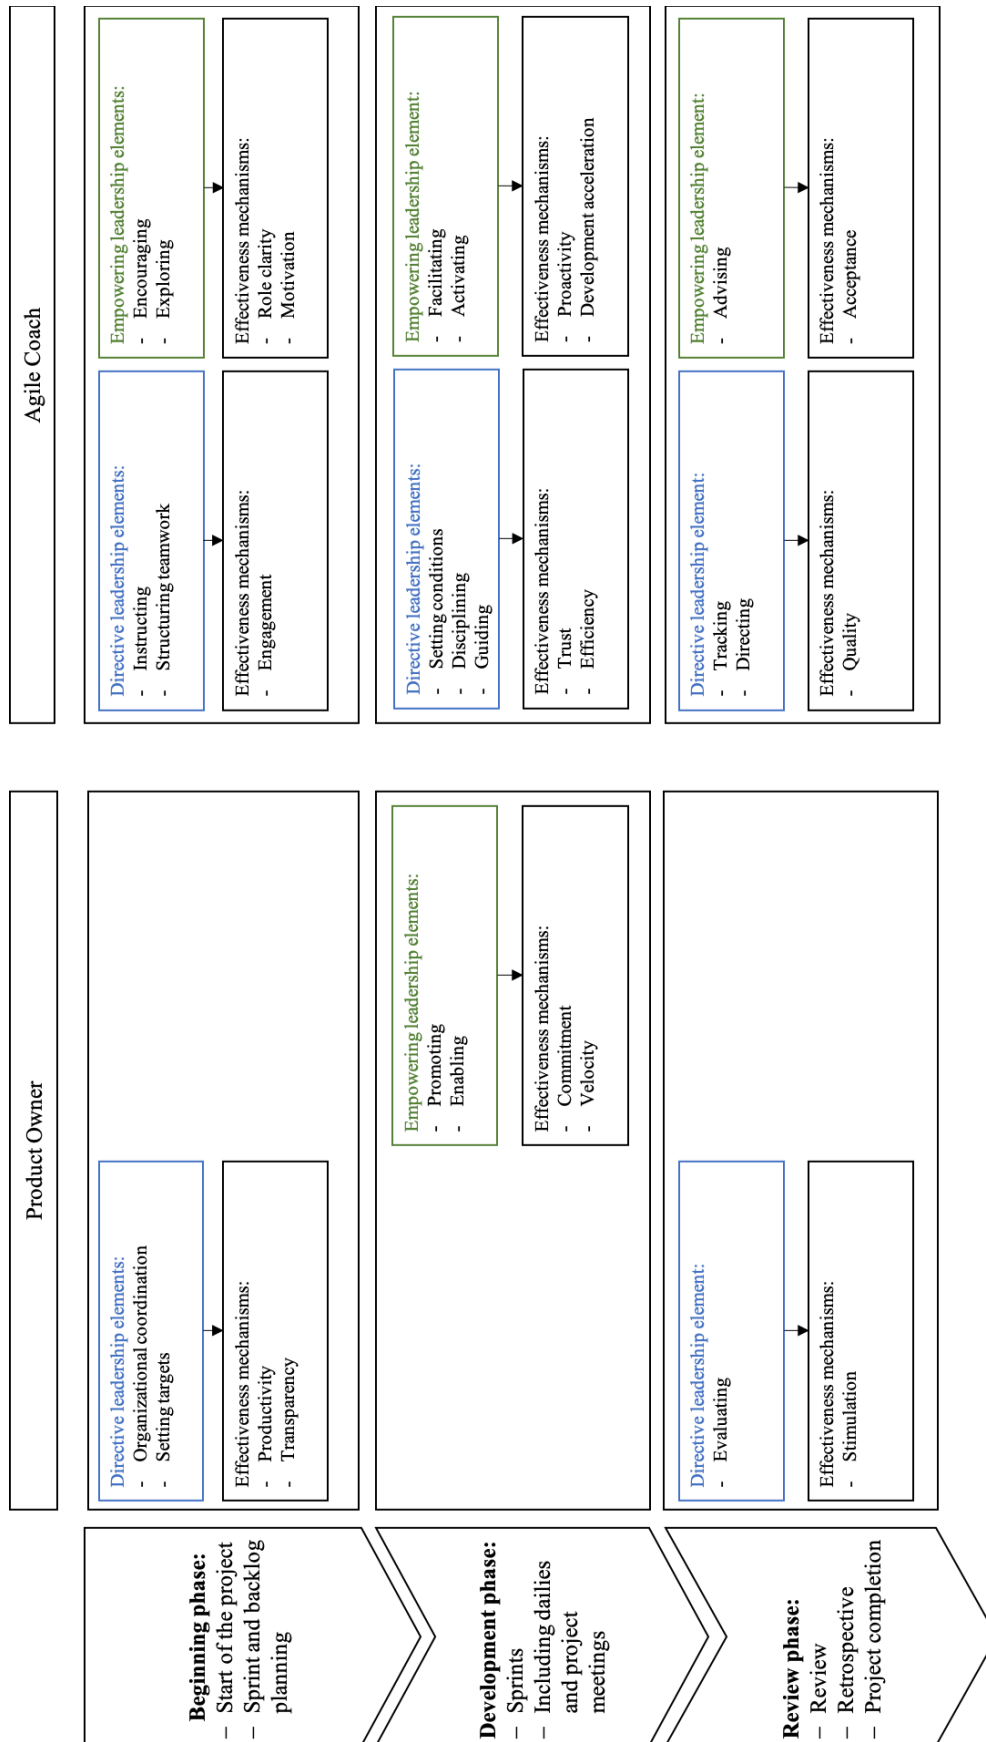 Product Owner
Agile Coach
Beginning phase:
– Start of the project
– Sprint and backlog
planning
Directive leadership elements:
- Organizational coordination
- Setting targets
Effectiveness mechanisms:
- Productivity
- Transparency
Directive leadership elements:
- Instructing
- Structuring teamwork
Effectiveness mechanisms:
- Engagement
Empowering leadership elements:
- Encouraging
- Exploring
Effectiveness mechanisms:
- Role clarity
- Motivation
Development phase:
– Sprints
– Including dailies
and project
meetings
Empowering leadership elements:
- Promoting
- Enabling
Effectiveness mechanisms:
- Commitment
- Velocity
Directive leadership elements:
- Setting conditions
- Disciplining
- Guiding
Effectiveness mechanisms:
- Trust
- Efficiency
Empowering leadership element:
- Facilitating
- Activating
Effectiveness mechanisms:
- Proactivity
- Development acceleration
Review phase:
– Review
– Retrospective
– Project completion
Directive leadership element:
- Evaluating
Effectiveness mechanisms:
- Stimulation
Directive leadership element:
- Tracking
- Directing
Effectiveness mechanisms:
- Quality
Empowering leadership element:
- Advising
Effectiveness mechanisms:
- Acceptance